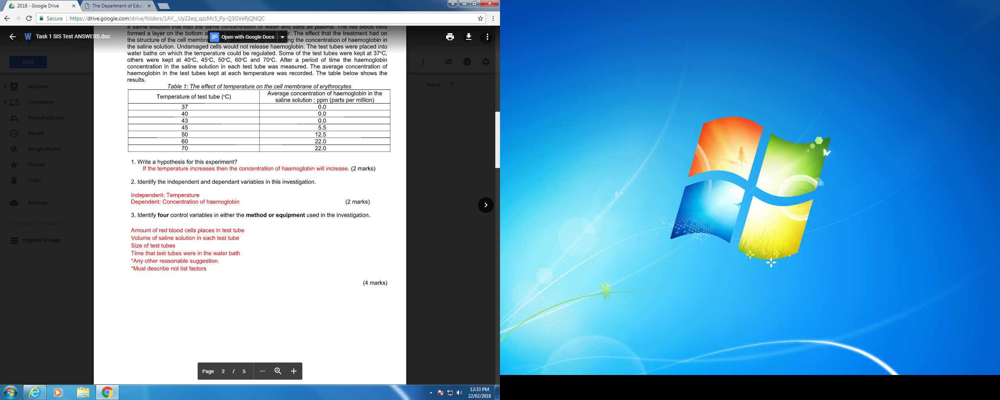 2018 - Google Drive
The Department of Educ
Secure
https://drive.google.com/drive/folders/1AY__Uy22eq_qzzMc5_Py-Q3GVeRjQNQC
Task 1 SIS Test ANSWERS.doc
Open with Google Docs
NEW
My Drive
Computers
Shared with me
Recent
Google Photos
Starred
Trash
Backups
705 MB of 15 GB used
Upgrade storage
Name
a saline solution that had the same concentration of water and salts as plasma. The red blood cells
formed a layer on the bottom and the saline solution was clear. The effect that the treatment had on
the structure of the cell membrane was determined by measuring the concentration of haemoglobin in
the saline solution. Undamaged cells would not release haemoglobin. The test tubes were placed into
water baths on which the temperature could be regulated. Some of the test tubes were kept at 37°C,
others were kept at 40°C, 45°C, 50°C, 60°C and 70°C. After a period of time the haemoglobin
concentration in the saline solution in each test tube was measured. The average concentration of
haemoglobin in the test tubes kept at each temperature was recorded. The table below shows the
results.
Table 1: The effect of temperature on the cell membrane of erythrocytes
Temperature of test tube (°C)
Average concentration of haemoglobin in the
saline solution : ppm (parts per million)
37 0.0
40 0.0
43 0.0
45 5.5
50 12.5
60 22.0
70 22.0
1. Write a hypothesis for this experiment?
If the temperature increases then the concentration of haemoglobin will increase. (2 marks)
2. Identify the independent and dependant variables in this investigation.
Independent: Temperature
Dependent: Concentration of haemoglobin (2 marks)
3. Identify four control variables in either the method or equipment used in the investigation.
Amount of red blood cells places in test tube
Volume of saline solution in each test tube
Size of test tubes
Time that test tubes were in the water bath
*Any other reasonable suggestion.
*Must describe not list factors
(4 marks)
Page 2 / 5
12:33 PM
22/02/2018